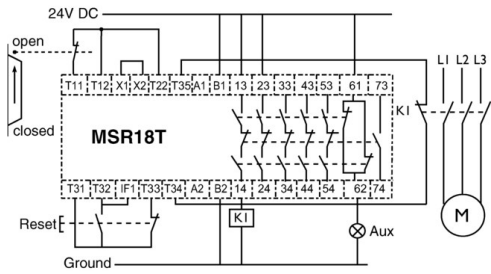 24V DC
open
L1 L2 L3
T11 T12 X1 X2 T22 T35 A1 B1 13 23 33 43 53 61 73
K1
MSR18T
closed
T31 T32 IF1 T33 T34 A2 B2 14 24 34 44 54 62 74
Reset
K1
M
Aux
Ground